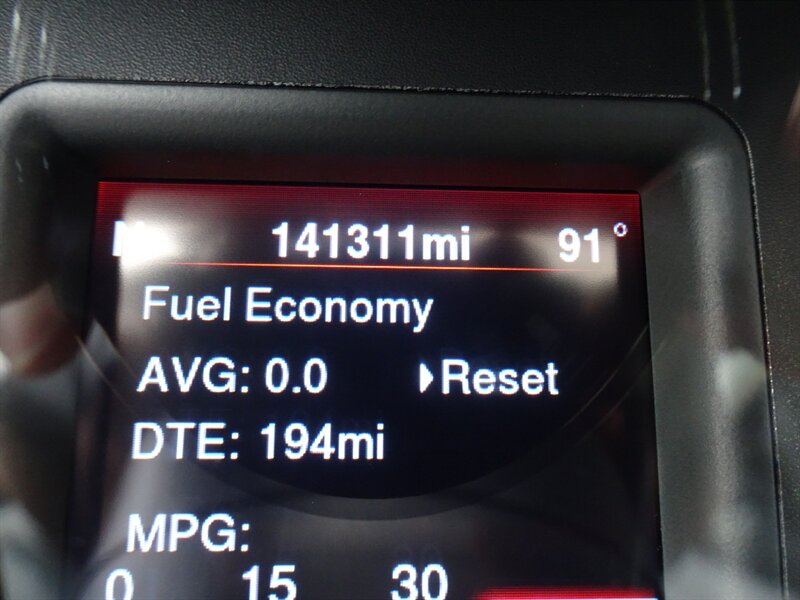 141311mi 91°
Fuel Economy
AVG: 0.0 Reset
DTE: 194mi
MPG:
0 15 30